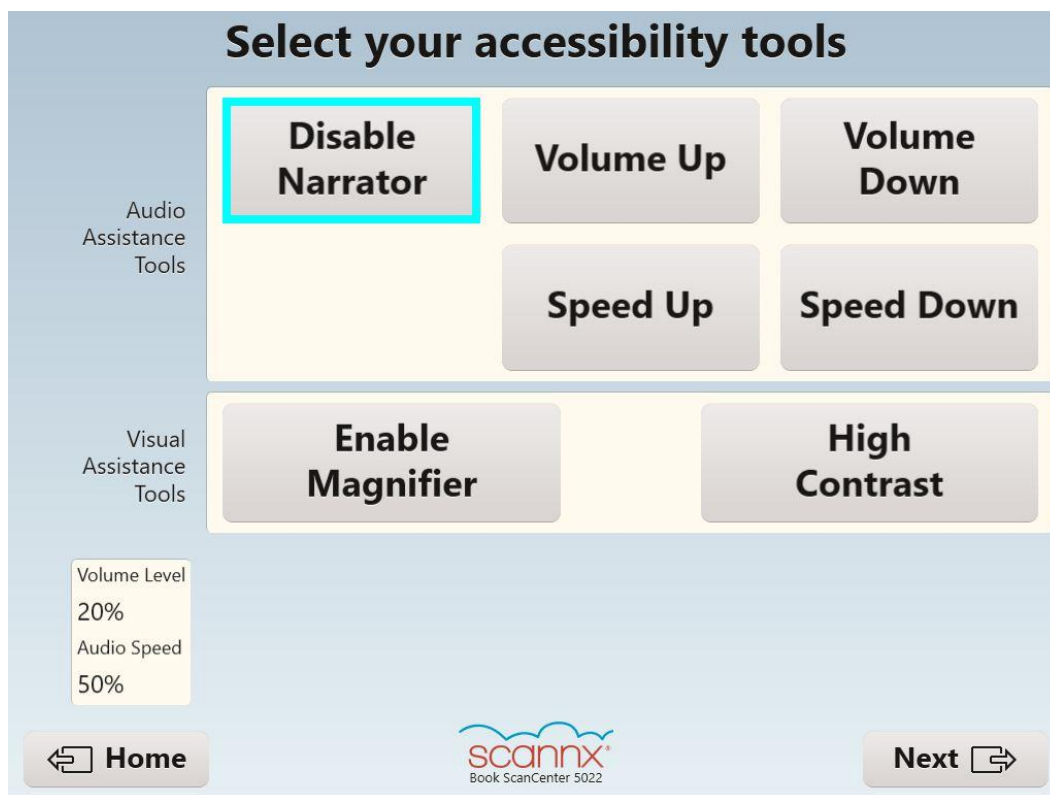 Select your accessibility tools
Audio
Assistance
Tools
Disable
Narrator
Volume Up
Volume
Down
Speed Up
Speed Down
Visual
Assistance
Tools
Enable
Magnifier
High
Contrast
Volume Level
20%
Audio Speed
50%
Home
scannx®
Book ScanCenter 5022
Next